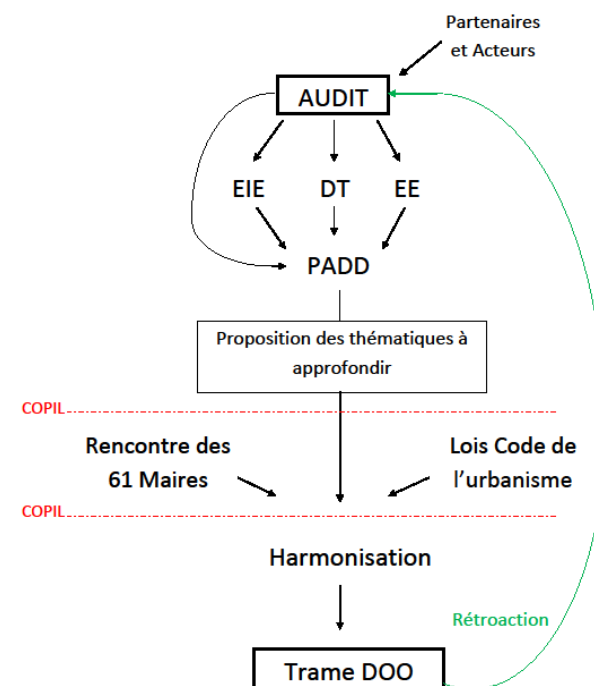 Partenaires
et Acteurs
AUDIT
EIE DT EE
PADD
Proposition des thématiques à
approfondir
COPIL
Rencontre des
61 Maires
Lois Code de
l'urbanisme
COPIL
Harmonisation
Rétroaction
Trame DOO